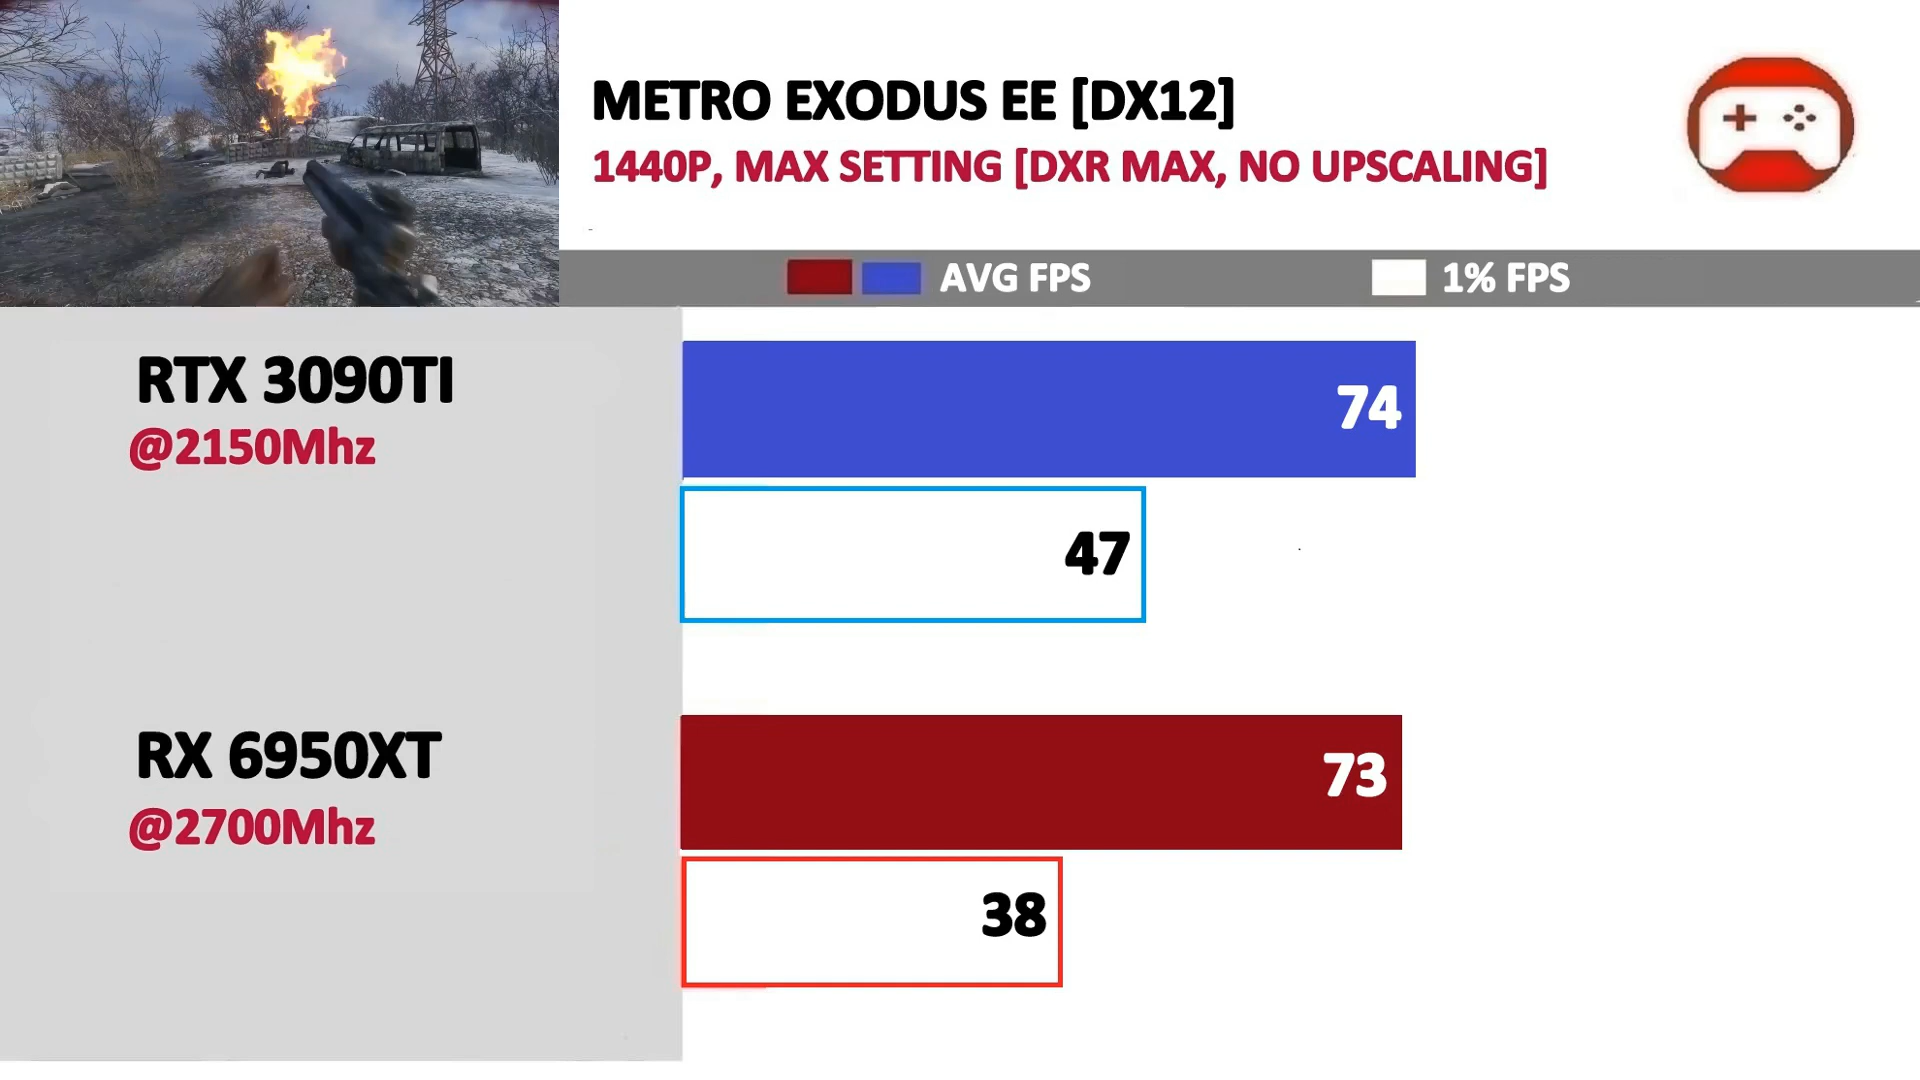 METRO EXODUS EE [DX12]
1440P, MAX SETTING [DXR MAX, NO UPSCALING]
AVG FPS
1% FPS
RTX 3090TI
@2150Mhz
74
47
RX 6950XT
@2700Mhz
73
38